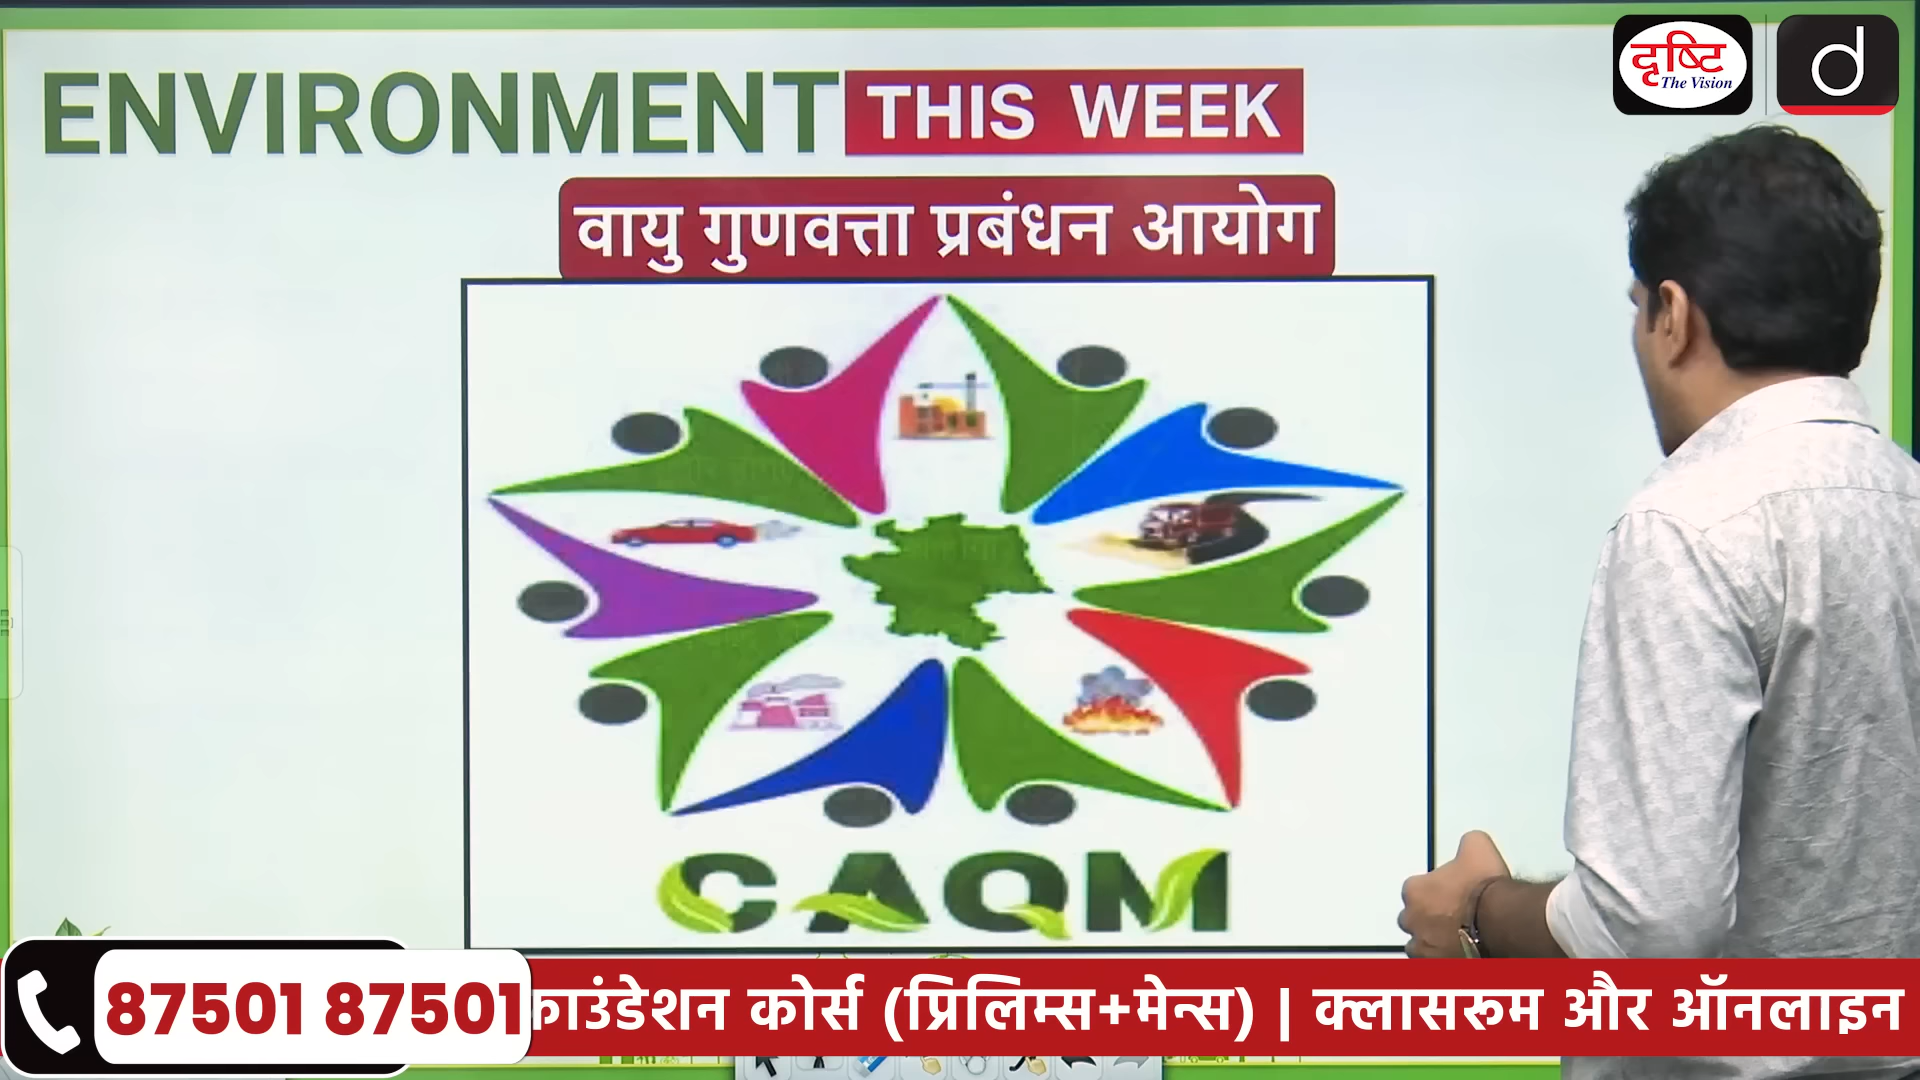 ENVIRONMENT THIS WEEK
दृष्टि
The Vision
d
वायु गुणवत्ता प्रबंधन आयोग
CAQM
87501 87501
फाउंडेशन कोर्स (प्रिलिम्स+मेन्स) | क्लासरूम और ऑनलाइन